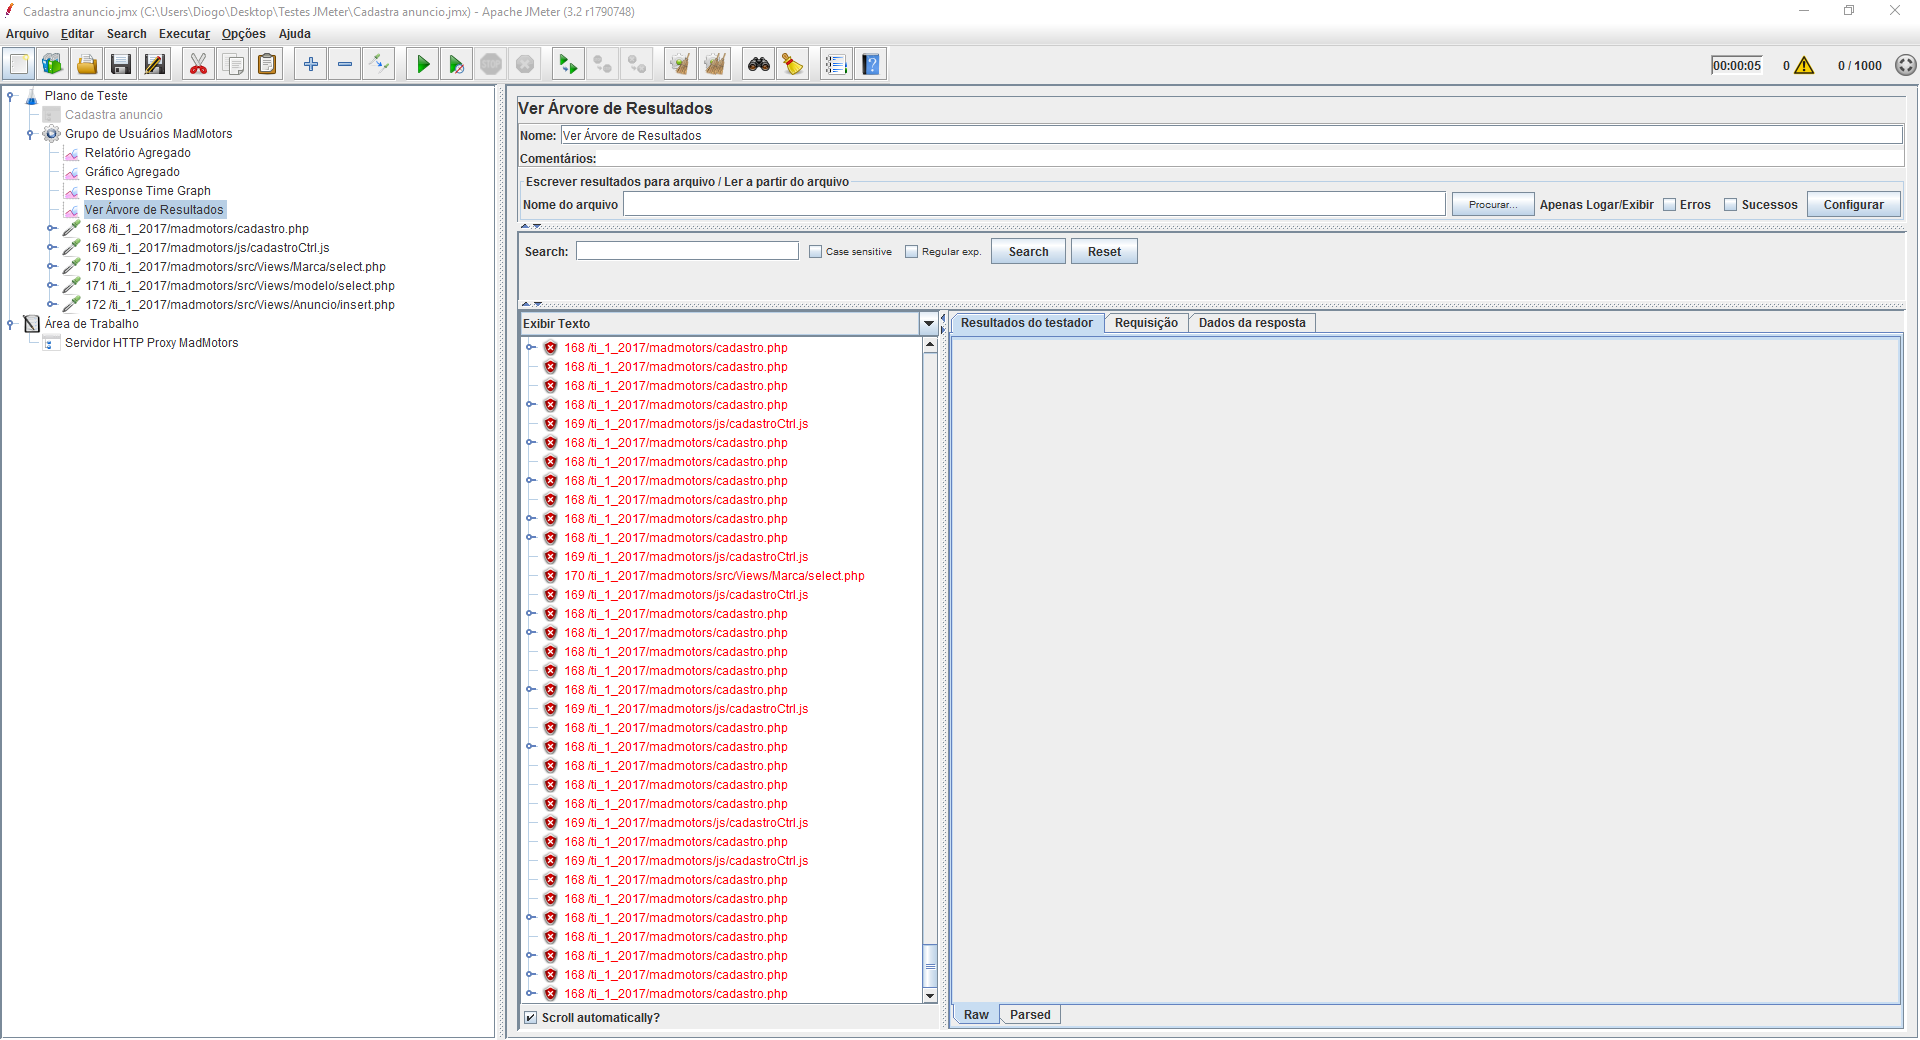 Cadastra anuncio.jmx (C:\Users\Diogo\Desktop\Testes JMeter\Cadastra anuncio.jmx) - Apache JMeter (3.2 r1790748)
Arquivo Editar Search Executar Opções Ajuda
STOP
00:00:05 0 0 / 1000
Plano de Teste
Cadastra anuncio
Grupo de Usuários MadMotors
Relatório Agregado
Gráfico Agregado
Response Time Graph
Ver Árvore de Resultados
168 /ti_1_2017/madmotors/cadastro.php
169 /ti_1_2017/madmotors/js/cadastroCtrl.js
170 /ti_1_2017/madmotors/src/Views/Marca/select.php
171 /ti_1_2017/madmotors/src/Views/modelo/select.php
172 /ti_1_2017/madmotors/src/Views/Anuncio/insert.php
Área de Trabalho
Servidor HTTP Proxy MadMotors
Ver Árvore de Resultados
Nome: Ver Árvore de Resultados
Comentários:
Escrever resultados para arquivo / Ler a partir do arquivo
Nome do arquivo Procurar... Apenas Logar/Exibir Erros Sucessos Configurar
Search: Case sensitive Regular exp. Search Reset
Exibir Texto
168 /ti_1_2017/madmotors/cadastro.php
168 /ti_1_2017/madmotors/cadastro.php
168 /ti_1_2017/madmotors/cadastro.php
168 /ti_1_2017/madmotors/cadastro.php
169 /ti_1_2017/madmotors/js/cadastroCtrl.js
168 /ti_1_2017/madmotors/cadastro.php
168 /ti_1_2017/madmotors/cadastro.php
168 /ti_1_2017/madmotors/cadastro.php
168 /ti_1_2017/madmotors/cadastro.php
168 /ti_1_2017/madmotors/cadastro.php
168 /ti_1_2017/madmotors/cadastro.php
169 /ti_1_2017/madmotors/js/cadastroCtrl.js
170 /ti_1_2017/madmotors/src/Views/Marca/select.php
169 /ti_1_2017/madmotors/js/cadastroCtrl.js
168 /ti_1_2017/madmotors/cadastro.php
168 /ti_1_2017/madmotors/cadastro.php
168 /ti_1_2017/madmotors/cadastro.php
168 /ti_1_2017/madmotors/cadastro.php
168 /ti_1_2017/madmotors/cadastro.php
169 /ti_1_2017/madmotors/js/cadastroCtrl.js
168 /ti_1_2017/madmotors/cadastro.php
168 /ti_1_2017/madmotors/cadastro.php
168 /ti_1_2017/madmotors/cadastro.php
168 /ti_1_2017/madmotors/cadastro.php
168 /ti_1_2017/madmotors/cadastro.php
169 /ti_1_2017/madmotors/js/cadastroCtrl.js
168 /ti_1_2017/madmotors/cadastro.php
169 /ti_1_2017/madmotors/js/cadastroCtrl.js
168 /ti_1_2017/madmotors/cadastro.php
168 /ti_1_2017/madmotors/cadastro.php
168 /ti_1_2017/madmotors/cadastro.php
168 /ti_1_2017/madmotors/cadastro.php
168 /ti_1_2017/madmotors/cadastro.php
168 /ti_1_2017/madmotors/cadastro.php
168 /ti_1_2017/madmotors/cadastro.php
Scroll automatically?
Resultados do testador Requisição Dados da resposta
Raw Parsed